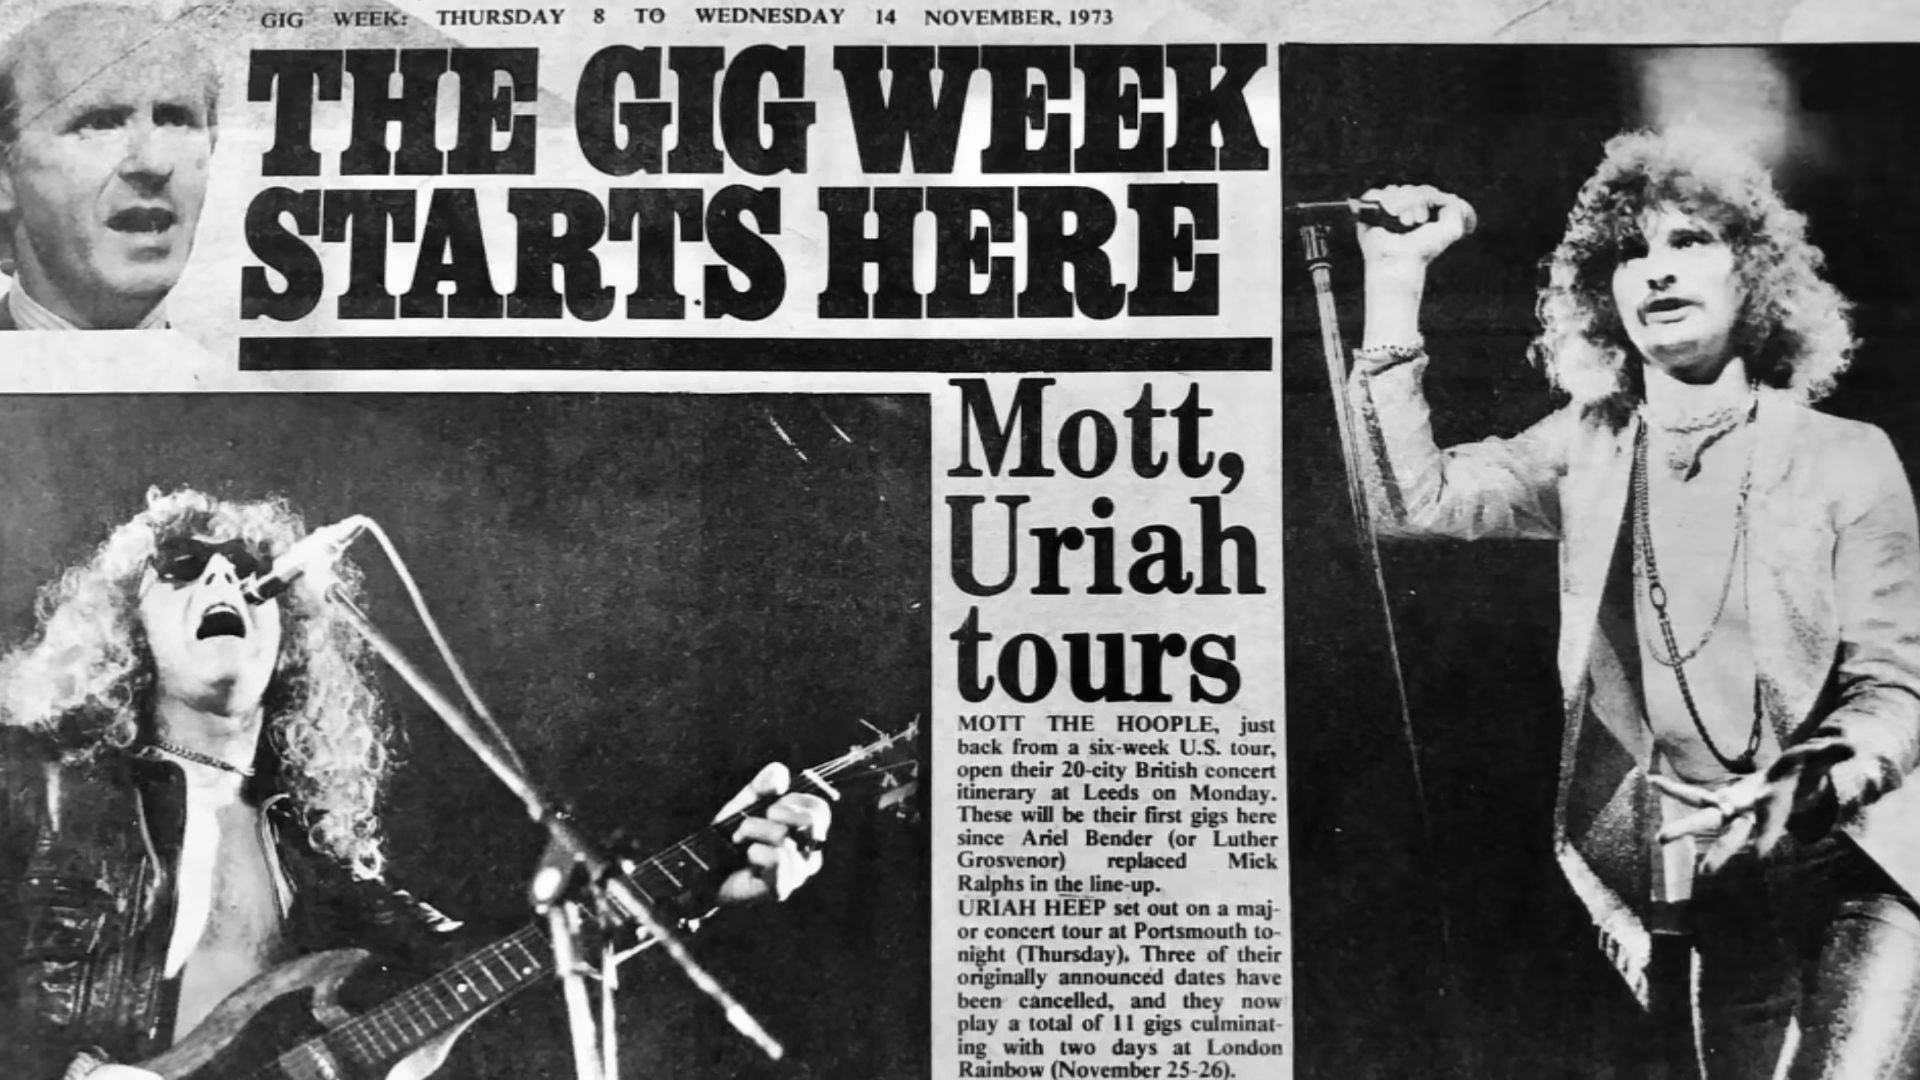 GIG WEEK: THURSDAY 8 TO WEDNESDAY 14 NOVEMBER, 1973
THE GIG WEEK
STARTS HERE
Mott,
Uriah
tours
MOTT THE HOOPLE, just
back from a six-week U.S. tour,
open their 20-city British concert
itinerary at Leeds on Monday.
These will be their first gigs here
since Ariel Bender (or Luther
Grosvenor) replaced Mick
Ralphs in the line-up.
URIAH HEEP set out on a maj-
or concert tour at Portsmouth to-
night (Thursday). Three of their
originally announced dates have
been cancelled, and they now
play a total of 11 gigs culminat-
ing with two days at London
Rainbow (November 25-26).